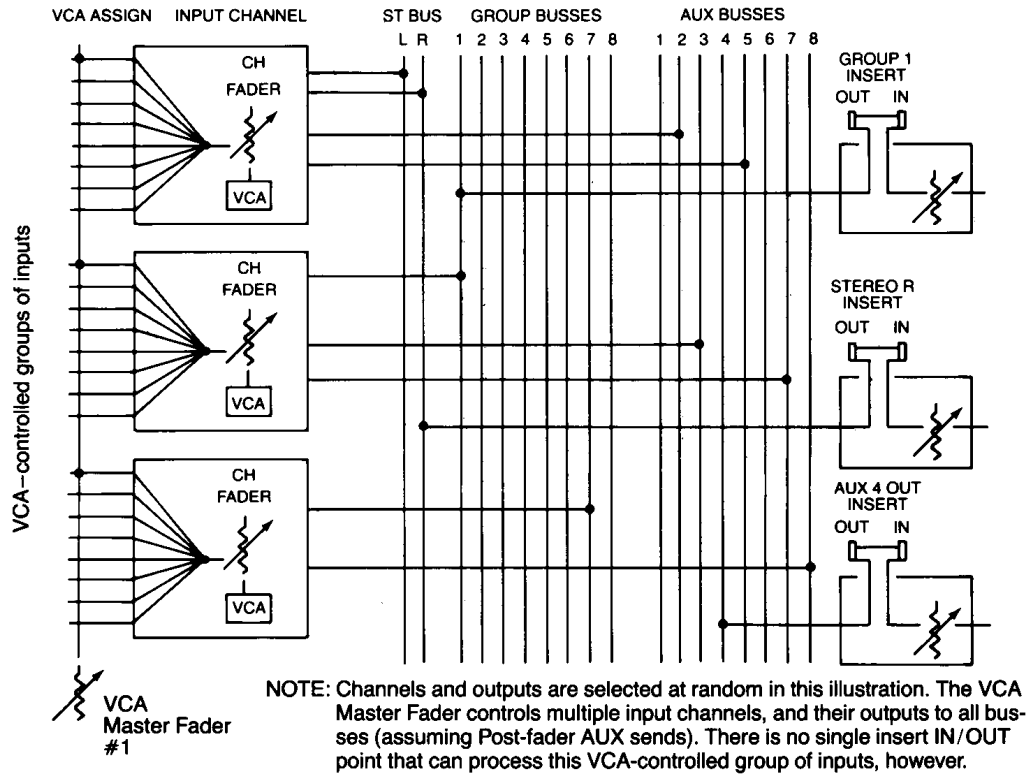 VCA ASSIGN INPUT CHANNEL ST BUS GROUP BUSSES AUX BUSSES
L R 1 2 3 4 5 6 7 8 1 2 3 4 5 6 7 8
CH
FADER
VCA
GROUP 1
INSERT
OUT IN
CH
FADER
VCA
STEREO R
INSERT
OUT IN
CH
FADER
VCA
AUX 4 OUT
INSERT
OUT IN
VCA–controlled groups of inputs
VCA
Master Fader
#1
NOTE: Channels and outputs are selected at random in this illustration. The VCA
Master Fader controls multiple input channels, and their outputs to all bus-
ses (assuming Post-fader AUX sends). There is no single insert IN/OUT
point that can process this VCA-controlled group of inputs, however.